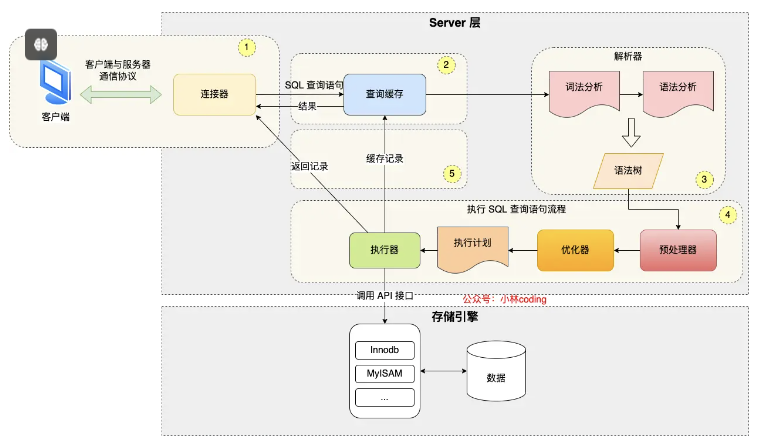 Server 层
1
客户端与服务器
通信协议
客户端
连接器
SQL 查询语句
结果
2
查询缓存
解析器
词法分析
语法分析
语法树
3
返回记录
缓存记录
5
执行 SQL 查询语句流程
4
执行器
执行计划
优化器
预处理器
调用 API 接口
公众号：小林coding
存储引擎
Innodb
MyISAM
...
数据